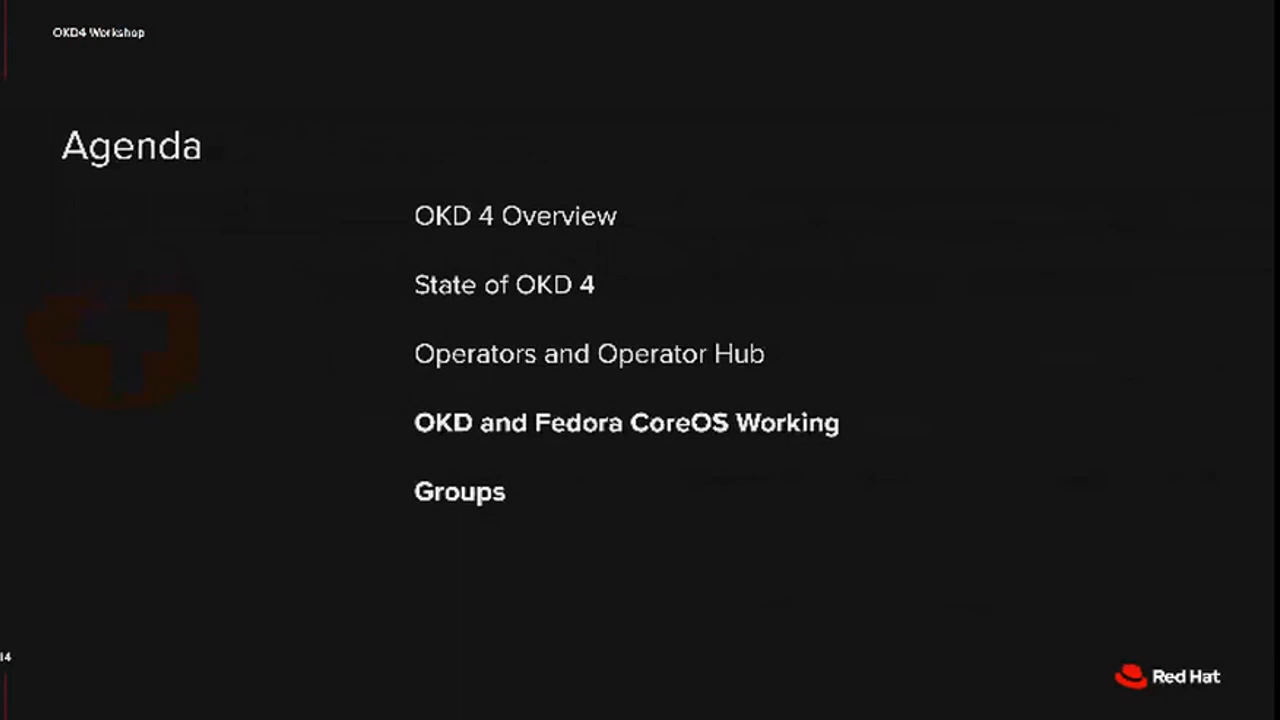 OKD4 Workshop
Agenda
OKD 4 Overview
State of OKD 4
Operators and Operator Hub
OKD and Fedora CoreOS Working
Groups
14
Red Hat